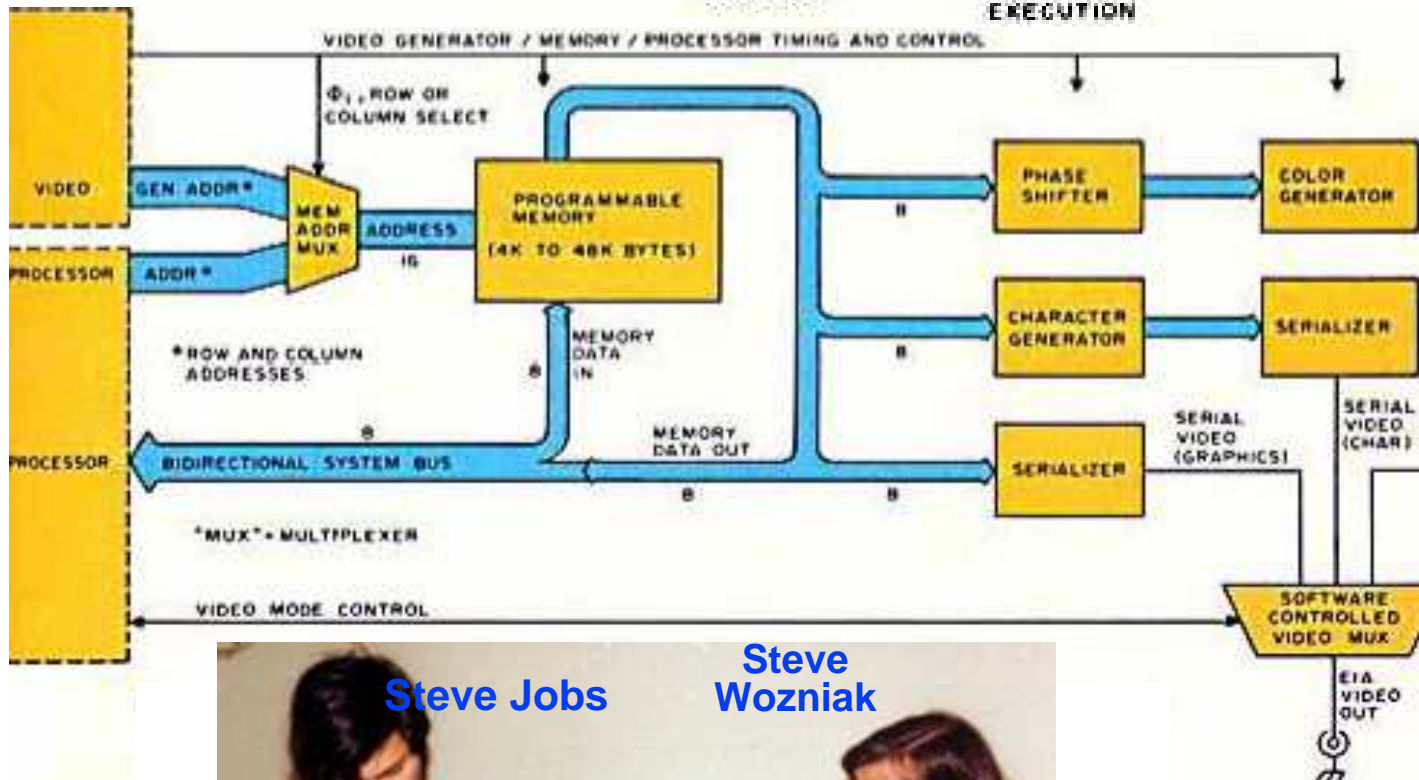 EXECUTION
VIDEO GENERATOR / MEMORY / PROCESSOR TIMING AND CONTROL
Φ₁, ROW OR
COLUMN SELECT
VIDEO
GEN ADDR*
MEM
ADDR
MUX
ADDRESS
16
PROGRAMMABLE
MEMORY
(4K TO 48K BYTES)
8
PHASE
SHIFTER
COLOR
GENERATOR
PROCESSOR
ADDR*
*ROW AND COLUMN
ADDRESSES
8
MEMORY
DATA
IN
8
CHARACTER
GENERATOR
SERIALIZER
PROCESSOR
8
BIDIRECTIONAL SYSTEM BUS
MEMORY
DATA OUT
8
8
SERIALIZER
SERIAL
VIDEO
(GRAPHICS)
SERIAL
VIDEO
(CHAR)
"MUX"= MULTIPLEXER
VIDEO MODE CONTROL
SOFTWARE
CONTROLLED
VIDEO MUX
EIA
VIDEO
OUT
Steve Jobs
Steve
Wozniak